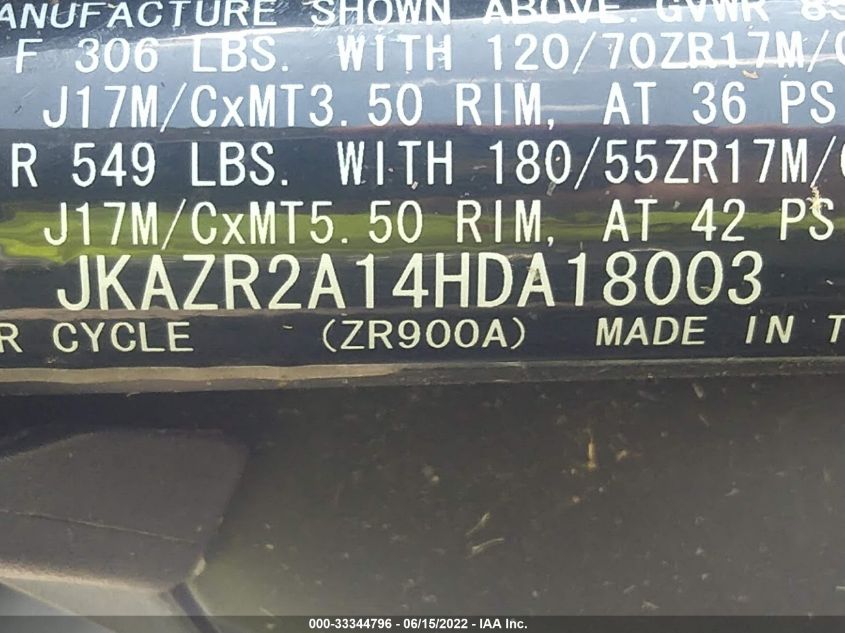 ANUFACTURE SHOWN ABOVE. GVWR 85
F 306 LBS. WITH 120/70ZR17M/C
J17M/CxMT3.50 RIM, AT 36 PS
R 549 LBS. WITH 180/55ZR17M/C
J17M/CxMT5.50 RIM, AT 42 PS
JKAZR2A14HDA18003
R CYCLE (ZR900A) MADE IN T
000-33344796 - 06/15/2022 - IAA Inc.